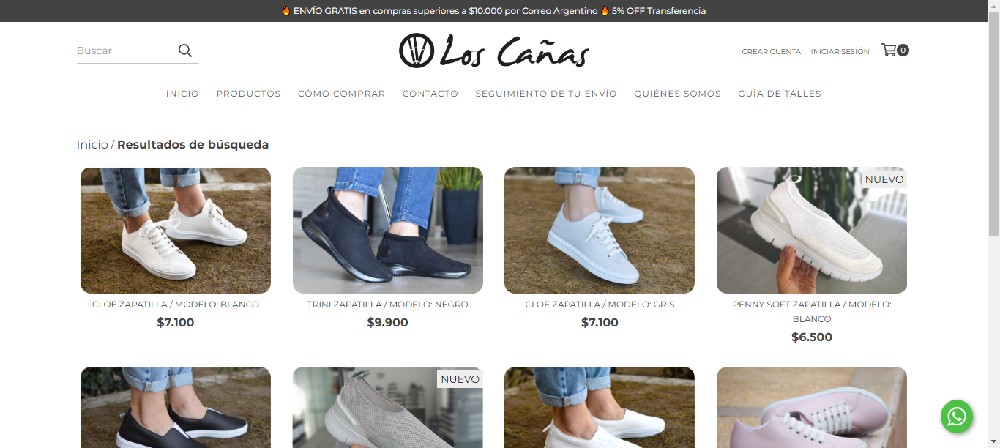 🔥 ENVÍO GRATIS en compras superiores a $10.000 por Correo Argentino 🔥 5% OFF Transferencia
Buscar
Los Cañas
CREAR CUENTA | INICIAR SESIÓN
0
INICIO PRODUCTOS CÓMO COMPRAR CONTACTO SEGUIMIENTO DE TU ENVÍO QUIÉNES SOMOS GUÍA DE TALLES
Inicio / Resultados de búsqueda
NUEVO
CLOE ZAPATILLA / MODELO: BLANCO
$7.100
TRINI ZAPATILLA / MODELO: NEGRO
$9.900
CLOE ZAPATILLA / MODELO: GRIS
$7.100
PENNY SOFT ZAPATILLA / MODELO:
BLANCO
$6.500
NUEVO